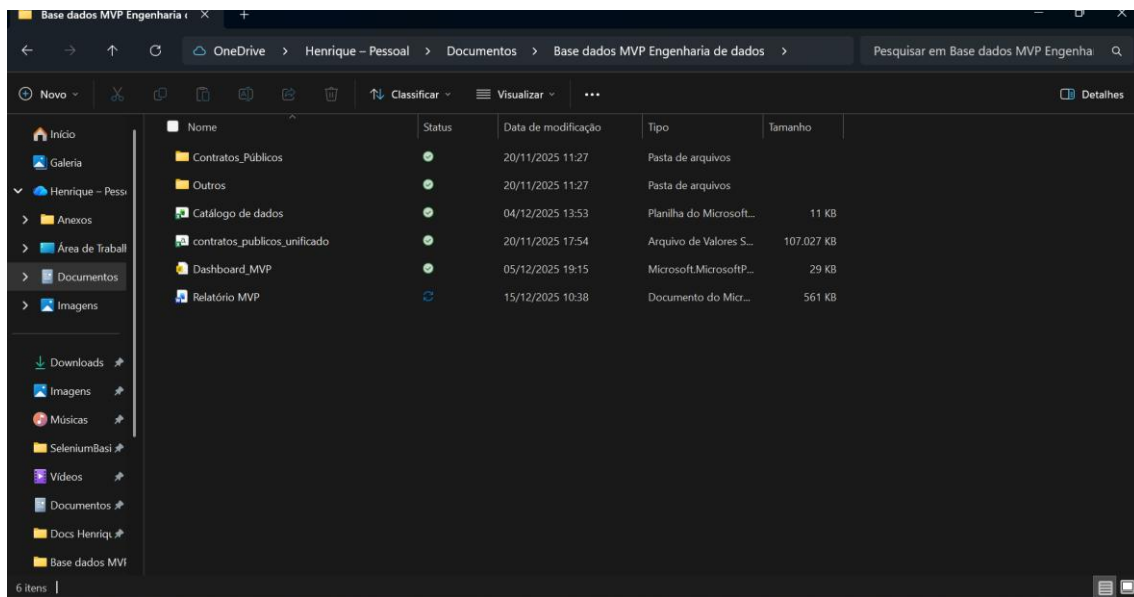 Base dados MVP Engenharia (
OneDrive > Henrique – Pessoal > Documentos > Base dados MVP Engenharia de dados >
Pesquisar em Base dados MVP Engenha
Novo
Classificar
Visualizar
Detalhes
Nome Status Data de modificação Tipo Tamanho
Contratos_Públicos 20/11/2025 11:27 Pasta de arquivos
Outros 20/11/2025 11:27 Pasta de arquivos
Catálogo de dados 04/12/2025 13:53 Planilha do Microsoft... 11 KB
contratos_publicos_unificado 20/11/2025 17:54 Arquivo de Valores S... 107.027 KB
Dashboard_MVP 05/12/2025 19:15 Microsoft.MicrosoftP... 29 KB
Relatório MVP 15/12/2025 10:38 Documento do Micr... 561 KB
Início
Galeria
Henrique – Pess
Anexos
Área de Traball
Documentos
Imagens
Downloads
Imagens
Músicas
SeleniumBasi
Vídeos
Documentos
Docs Henriqu
Base dados MVF
6 itens